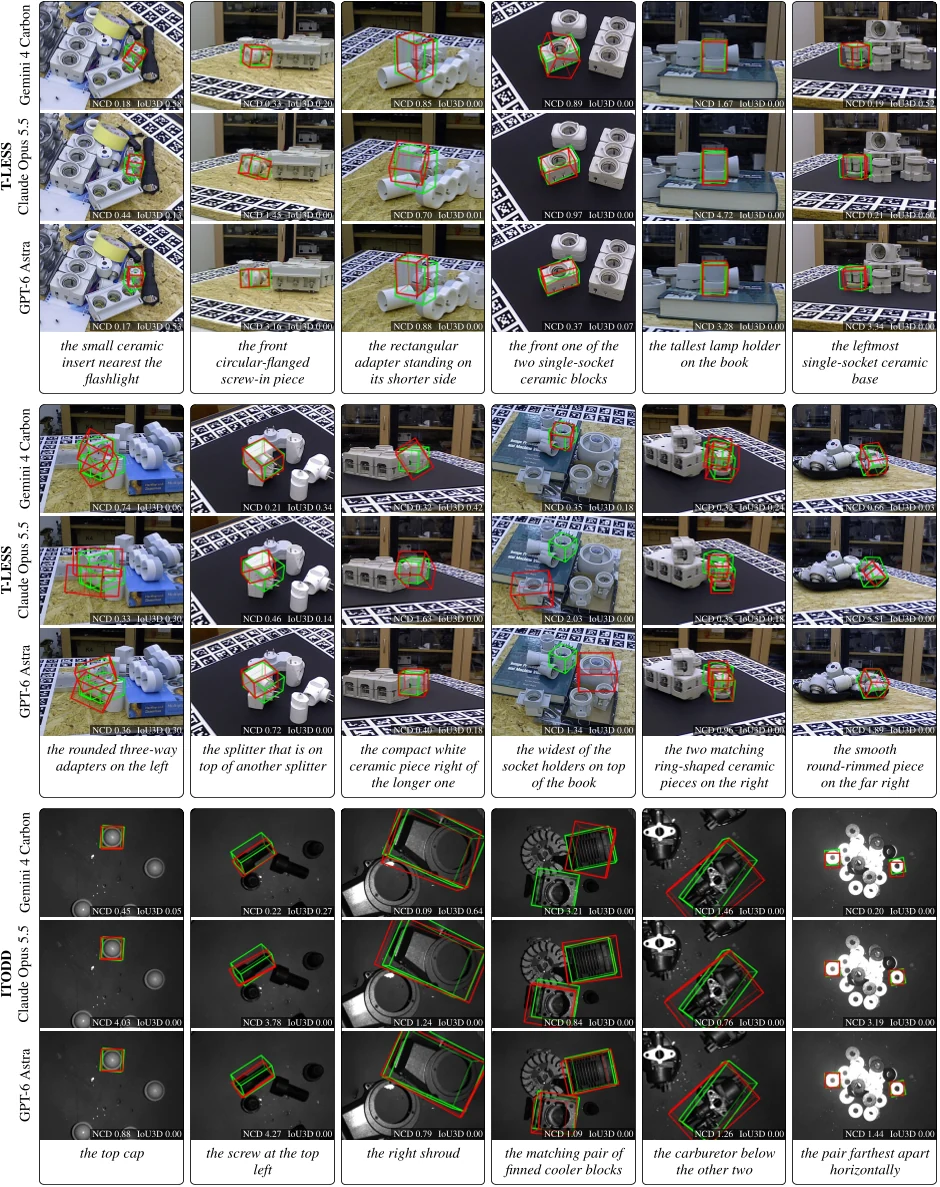 T-LESS
Gemini 4 Carbon
NCD 0.18 IoU3D 0.58
NCD 0.33 IoU3D 0.20
NCD 0.85 IoU3D 0.00
NCD 0.89 IoU3D 0.00
NCD 1.67 IoU3D 0.00
NCD 0.19 IoU3D 0.52
Claude Opus 5.5
NCD 0.44 IoU3D 0.13
NCD 1.45 IoU3D 0.00
NCD 0.70 IoU3D 0.01
NCD 0.97 IoU3D 0.00
NCD 4.72 IoU3D 0.00
NCD 0.21 IoU3D 0.60
GPT-6 Astra
NCD 0.17 IoU3D 0.53
NCD 3.16 IoU3D 0.00
NCD 0.88 IoU3D 0.00
NCD 0.37 IoU3D 0.07
NCD 3.28 IoU3D 0.00
NCD 3.34 IoU3D 0.00
the small ceramic
insert nearest the
flashlight
the front
circular-flanged
screw-in piece
the rectangular
adapter standing on
its shorter side
the front one of the
two single-socket
ceramic blocks
the tallest lamp holder
on the book
the leftmost
single-socket ceramic
base
T-LESS
Gemini 4 Carbon
NCD 0.74 IoU3D 0.06
NCD 0.21 IoU3D 0.34
NCD 0.32 IoU3D 0.42
NCD 0.35 IoU3D 0.18
NCD 0.32 IoU3D 0.24
NCD 0.66 IoU3D 0.03
Claude Opus 5.5
NCD 0.33 IoU3D 0.30
NCD 0.46 IoU3D 0.14
NCD 1.63 IoU3D 0.00
NCD 2.03 IoU3D 0.00
NCD 0.35 IoU3D 0.18
NCD 5.51 IoU3D 0.00
GPT-6 Astra
NCD 0.36 IoU3D 0.30
NCD 0.72 IoU3D 0.00
NCD 0.40 IoU3D 0.18
NCD 1.34 IoU3D 0.00
NCD 0.96 IoU3D 0.00
NCD 1.89 IoU3D 0.00
the rounded three-way
adapters on the left
the splitter that is on
top of another splitter
the compact white
ceramic piece right of
the longer one
the widest of the
socket holders on top
of the book
the two matching
ring-shaped ceramic
pieces on the right
the smooth
round-rimmed piece
on the far right
ITODD
Gemini 4 Carbon
NCD 0.45 IoU3D 0.05
NCD 0.22 IoU3D 0.27
NCD 0.09 IoU3D 0.64
NCD 3.21 IoU3D 0.00
NCD 1.46 IoU3D 0.00
NCD 0.20 IoU3D 0.00
Claude Opus 5.5
NCD 4.03 IoU3D 0.00
NCD 3.78 IoU3D 0.00
NCD 1.24 IoU3D 0.00
NCD 0.84 IoU3D 0.00
NCD 0.76 IoU3D 0.00
NCD 3.19 IoU3D 0.00
GPT-6 Astra
NCD 0.88 IoU3D 0.00
NCD 4.27 IoU3D 0.00
NCD 0.79 IoU3D 0.00
NCD 1.09 IoU3D 0.00
NCD 1.26 IoU3D 0.00
NCD 1.44 IoU3D 0.00
the top cap
the screw at the top
left
the right shroud
the matching pair of
finned cooler blocks
the carburetor below
the other two
the pair farthest apart
horizontally